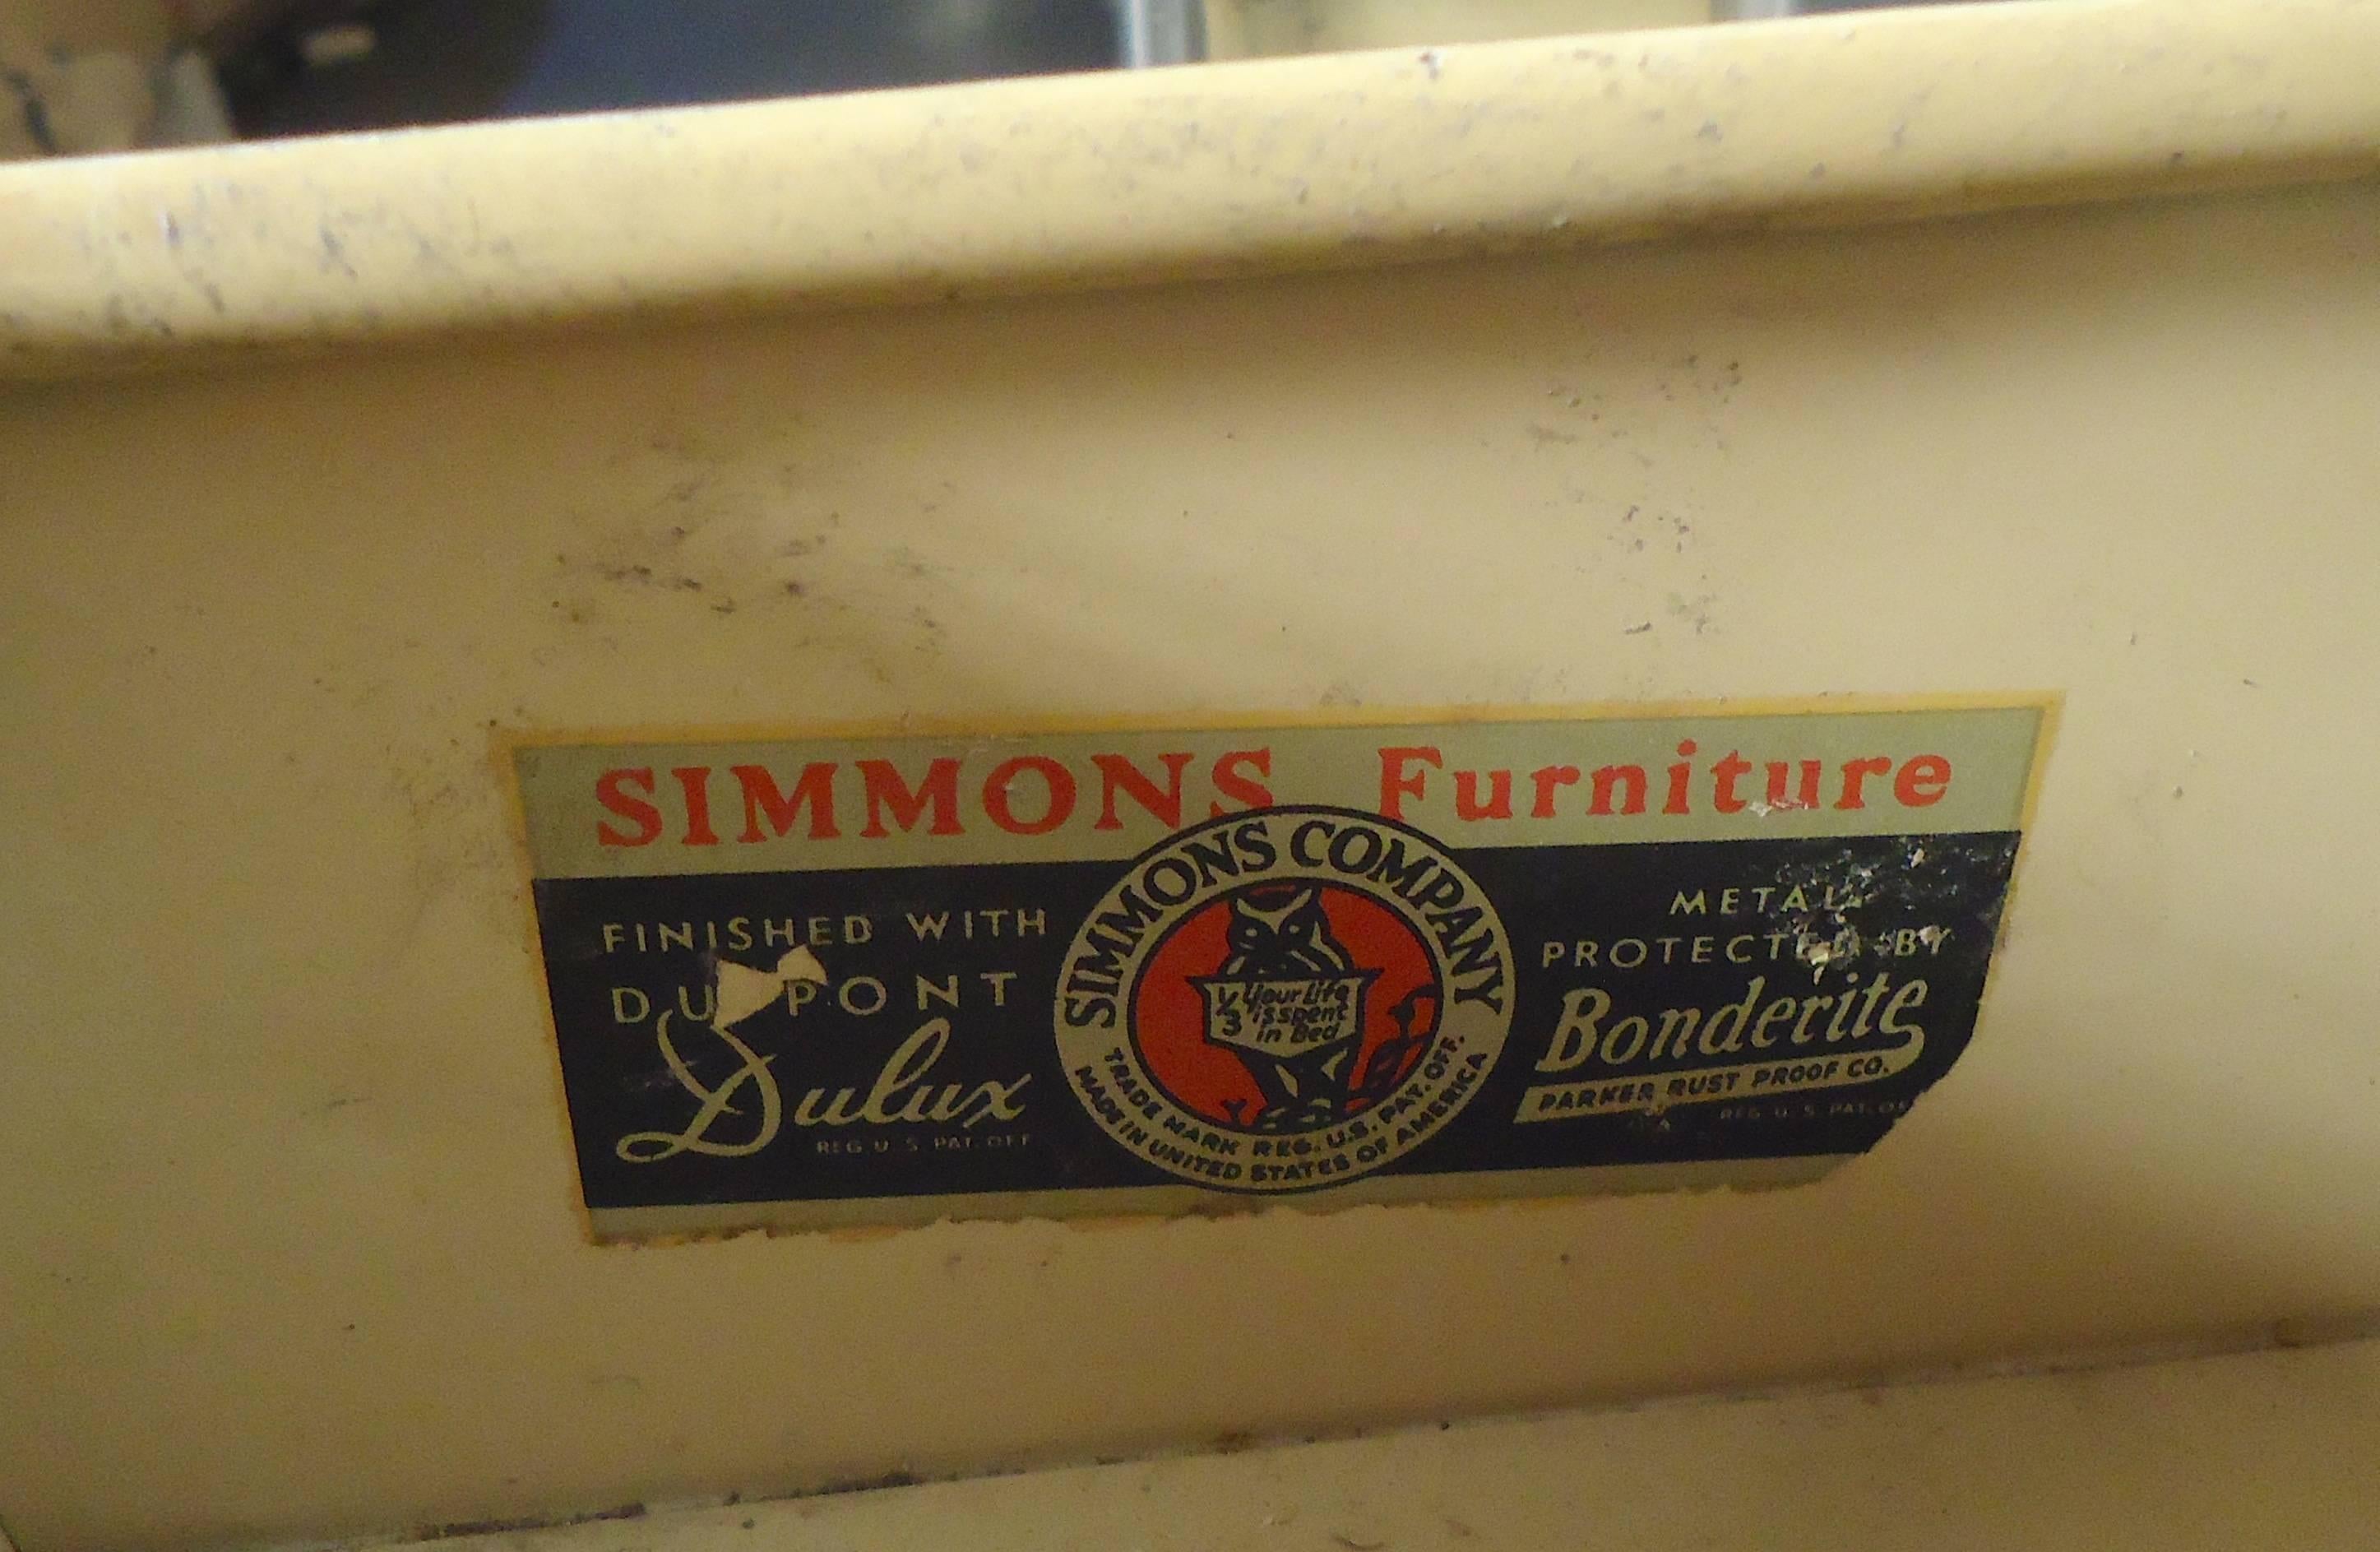 SIMMONS Furniture
FINISHED WITH
DU PONT
Dulux
REG. U. S. PAT. OFF.
SIMMONS COMPANY
1/3 Your Life
is spent
in Bed
TRADE MARK REG. U.S. PAT. OFF.
MADE IN UNITED STATES OF AMERICA
METAL
PROTECTED BY
Bonderite
PARKER RUST PROOF CO.
REG. U. S. PAT.